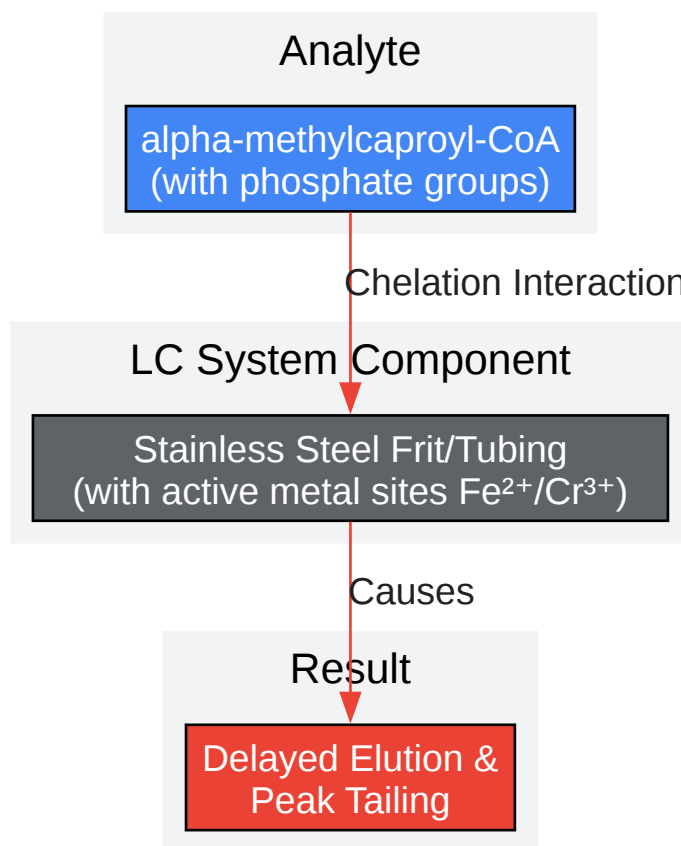 Analyte
alpha-methylcaproyl-CoA
(with phosphate groups)
Chelation Interaction
LC System Component
Stainless Steel Frit/Tubing
(with active metal sites Fe²⁺/Cr³⁺)
Causes
Result
Delayed Elution &
Peak Tailing